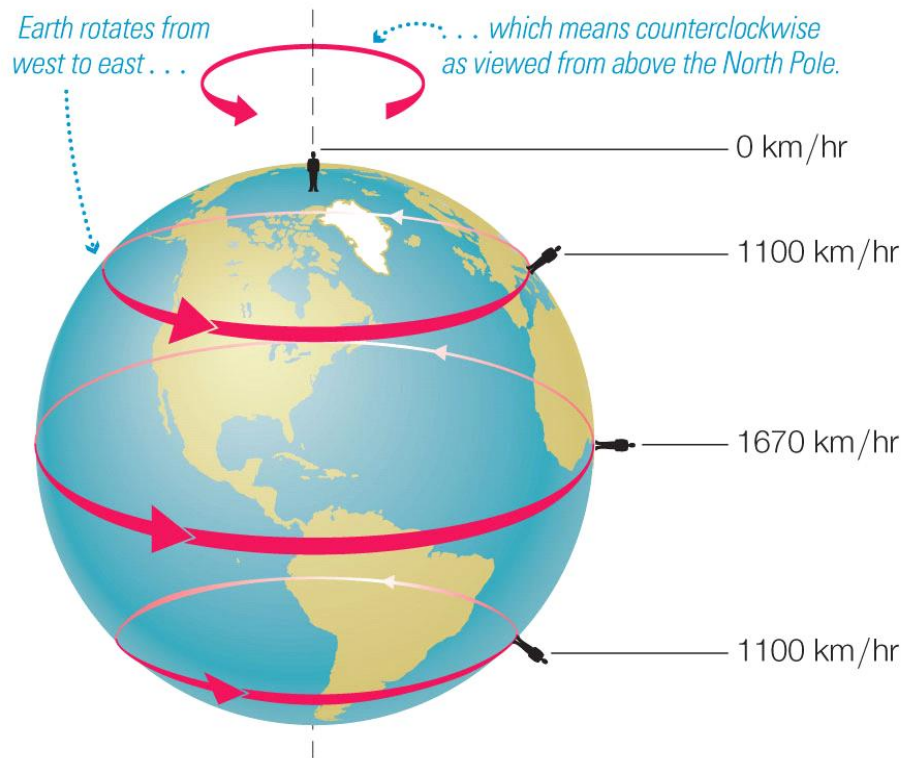 Earth rotates from
west to east . . .
. . . which means counterclockwise
as viewed from above the North Pole.
0 km/hr
1100 km/hr
1670 km/hr
1100 km/hr